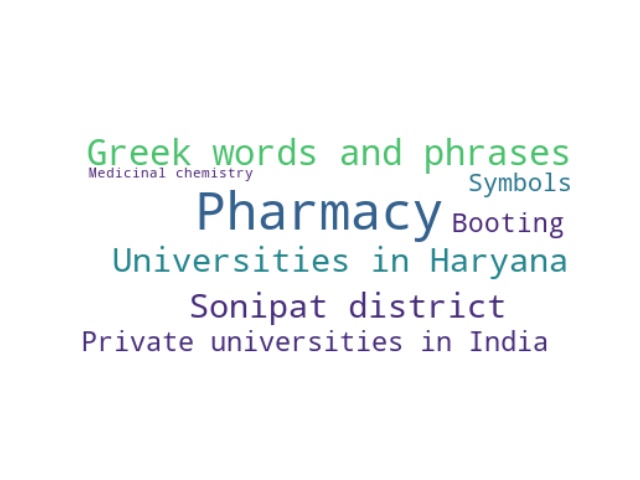 Greek words and phrases
Medicinal chemistry
Symbols
Pharmacy
Booting
Universities in Haryana
Sonipat district
Private universities in India